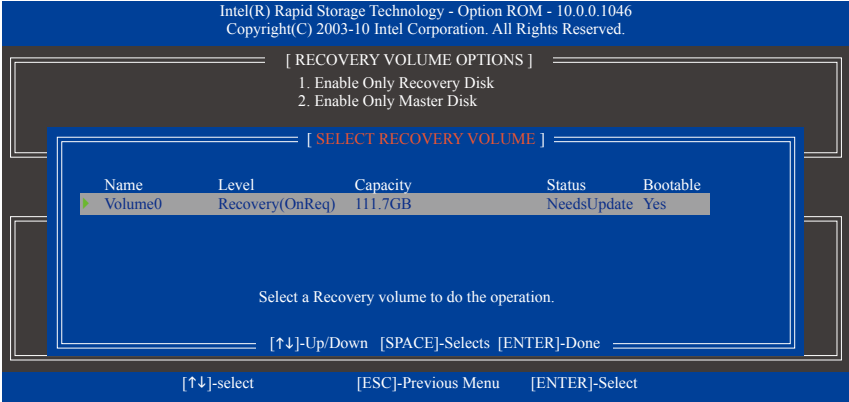 Intel(R) Rapid Storage Technology - Option ROM - 10.0.0.1046
Copyright(C) 2003-10 Intel Corporation. All Rights Reserved.
[ RECOVERY VOLUME OPTIONS ]
1. Enable Only Recovery Disk
2. Enable Only Master Disk
[ SELECT RECOVERY VOLUME ]
Name Level Capacity Status Bootable
Volume0 Recovery(OnReq) 111.7GB NeedsUpdate Yes
Select a Recovery volume to do the operation.
[↑↓]-Up/Down [SPACE]-Selects [ENTER]-Done
[↑↓]-select [ESC]-Previous Menu [ENTER]-Select